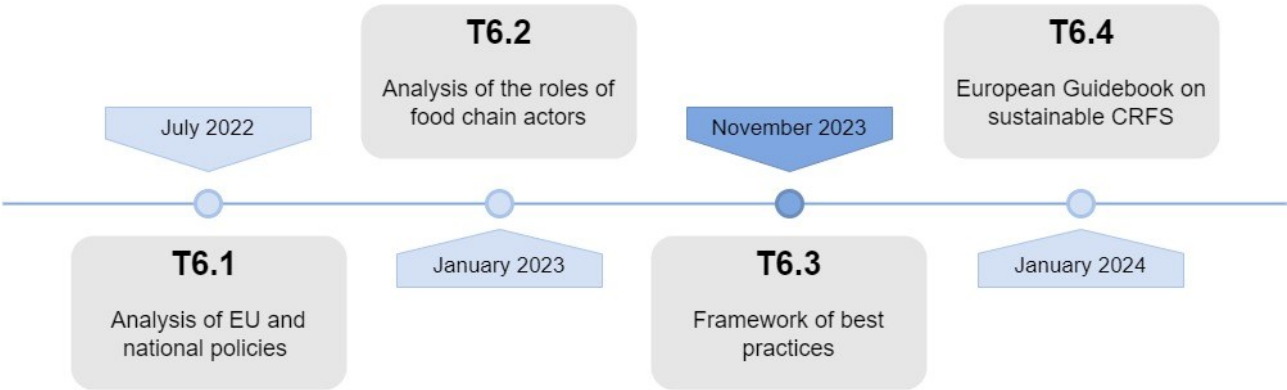 T6.2
Analysis of the roles of
food chain actors
T6.4
European Guidebook on
sustainable CRFS
July 2022
November 2023
T6.1
Analysis of EU and
national policies
January 2023
T6.3
Framework of best
practices
January 2024